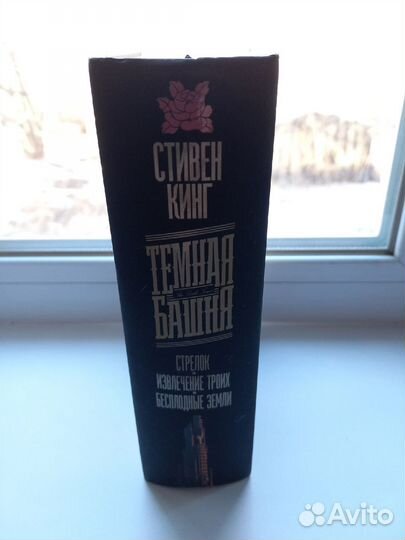 СТИВЕН
КИНГ
ТЕМНАЯ
БАШНЯ
СТРЕЛОК
ИЗВЛЕЧЕНИЕ ТРОИХ
БЕСПЛОДНЫЕ ЗЕМЛИ
Avito